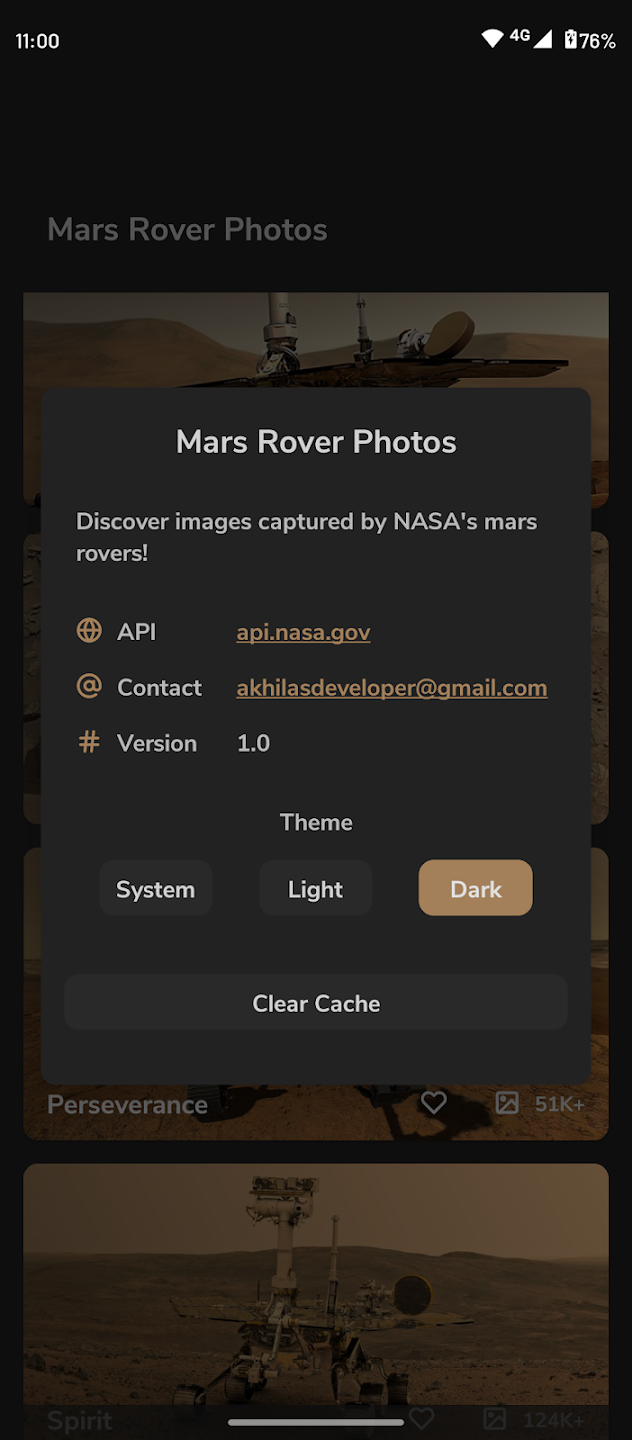 11:00
4G
76%
Mars Rover Photos
Mars Rover Photos
Discover images captured by NASA's mars
rovers!
API api.nasa.gov
Contact akhilasdeveloper@gmail.com
Version 1.0
Theme
System Light Dark
Clear Cache
Perseverance 51K+
Spirit 124K+